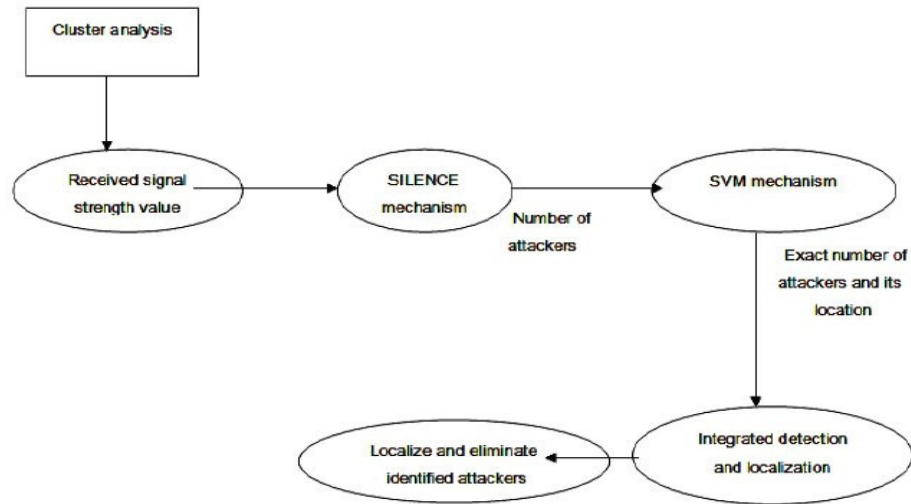 Cluster analysis
Received signal
strength value
SILENCE
mechanism
Number of
attackers
SVM mechanism
Exact number of
attackers and its
location
Integrated detection
and localization
Localize and eliminate
identified attackers